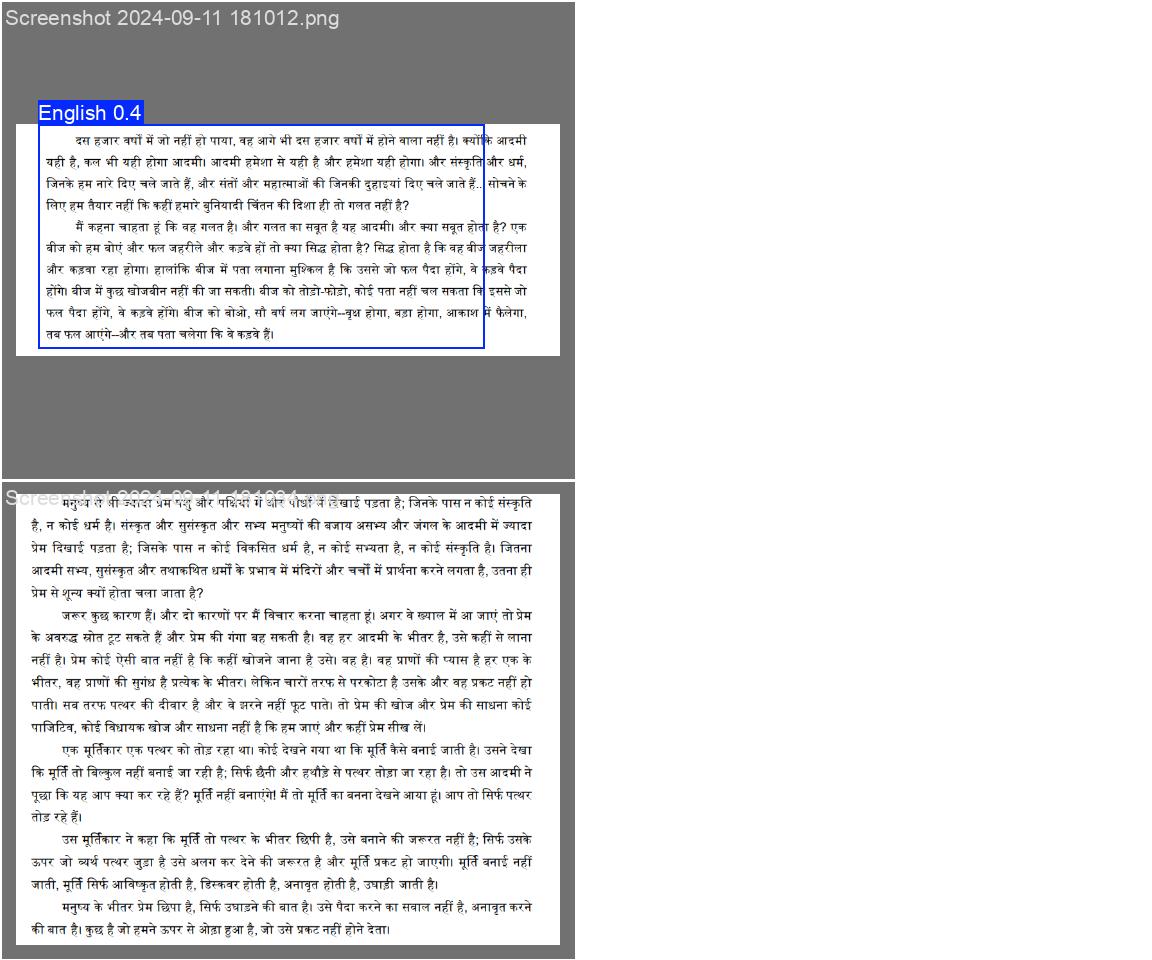 Screenshot 2024-09-11 181012.png
English 0.4
दस हजार वर्षों में जो नहीं हो पाया, वह आगे भी दस हजार वर्षों में होने वाला नहीं है। क्योंकि आदमी
यही है, कल भी यही होगा आदमी। आदमी हमेशा से यही है और हमेशा यही होगा। और संस्कृति और धर्म,
जिनके हम नारे दिए चले जाते हैं, और संतों और महात्माओं की जिनकी दुहाइयां दिए चले जाते हैं... सोचने के
लिए हम तैयार नहीं कि कहीं हमारे बुनियादी चिंतन की दिशा ही तो गलत नहीं है?
मैं कहना चाहता हूं कि वह गलत है। और गलत का सबूत है यह आदमी। और क्या सबूत होता है? एक
बीज को हम बोएं और फल जहरीले और कड़वे हों तो क्या सिद्ध होता है? सिद्ध होता है कि वह बीज जहरीला
और कड़वा रहा होगा। हालांकि बीज में पता लगाना मुश्किल है कि उससे जो फल पैदा होंगे, वे कड़वे पैदा
होंगे। बीज में कुछ खोजबीन नहीं की जा सकती। बीज को तोड़ो-फोड़ो, कोई पता नहीं चल सकता कि इससे जो
फल पैदा होंगे, वे कड़वे होंगे। बीज को बोओ, सौ वर्ष लग जाएंगे--वृक्ष होगा, बड़ा होगा, आकाश में फैलेगा,
तब फल आएंगे--और तब पता चलेगा कि वे कड़वे हैं।
Screenshot 2024-09-11
मनुष्य से भी ज्यादा प्रेम पशु और पक्षियों में और पौधों में दिखाई पड़ता है; जिनके पास न कोई संस्कृति
है, न कोई धर्म है। संस्कृत और सुसंस्कृत और सभ्य मनुष्यों की बजाय असभ्य और जंगल के आदमी में ज्यादा
प्रेम दिखाई पड़ता है; जिसके पास न कोई विकसित धर्म है, न कोई सभ्यता है, न कोई संस्कृति है। जितना
आदमी सभ्य, सुसंस्कृत और तथाकथित धर्मों के प्रभाव में मंदिरों और चर्चों में प्रार्थना करने लगता है, उतना ही
प्रेम से शून्य क्यों होता चला जाता है?
जरूर कुछ कारण हैं। और दो कारणों पर मैं विचार करना चाहता हूं। अगर वे ख्याल में आ जाएं तो प्रेम
के अवरुद्ध स्रोत टूट सकते हैं और प्रेम की गंगा बह सकती है। वह हर आदमी के भीतर है, उसे कहीं से लाना
नहीं है। प्रेम कोई ऐसी बात नहीं है कि कहीं खोजने जाना है उसे। वह है। वह प्राणों की प्यास है हर एक के
भीतर, वह प्राणों की सुगंध है प्रत्येक के भीतर। लेकिन चारों तरफ से परकोटा है उसके और वह प्रकट नहीं हो
पाती। सब तरफ पत्थर की दीवार है और वे झरने नहीं फूट पाते। तो प्रेम की खोज और प्रेम की साधना कोई
पाजिटिव, कोई विधायक खोज और साधना नहीं है कि हम जाएं और कहीं प्रेम सीख लें।
एक मूर्तिकार एक पत्थर को तोड़ रहा था। कोई देखने गया था कि मूर्ति कैसे बनाई जाती है। उसने देखा
कि मूर्ति तो बिल्कुल नहीं बनाई जा रही है; सिर्फ छैनी और हथौड़े से पत्थर तोड़ा जा रहा है। तो उस आदमी ने
पूछा कि यह आप क्या कर रहे हैं? मूर्ति नहीं बनाएंगे! मैं तो मूर्ति का बनना देखने आया हूं। आप तो सिर्फ पत्थर
तोड़ रहे हैं।
उस मूर्तिकार ने कहा कि मूर्ति तो पत्थर के भीतर छिपी है, उसे बनाने की जरूरत नहीं है; सिर्फ उसके
ऊपर जो व्यर्थ पत्थर जुड़ा है उसे अलग कर देने की जरूरत है और मूर्ति प्रकट हो जाएगी। मूर्ति बनाई नहीं
जाती, मूर्ति सिर्फ आविष्कृत होती है, डिस्कवर होती है, अनावृत होती है, उघाड़ी जाती है।
मनुष्य के भीतर प्रेम छिपा है, सिर्फ उघाड़ने की बात है। उसे पैदा करने का सवाल नहीं है, अनावृत करने
की बात है। कुछ है जो हमने ऊपर से ओढ़ा हुआ है, जो उसे प्रकट नहीं होने देता।